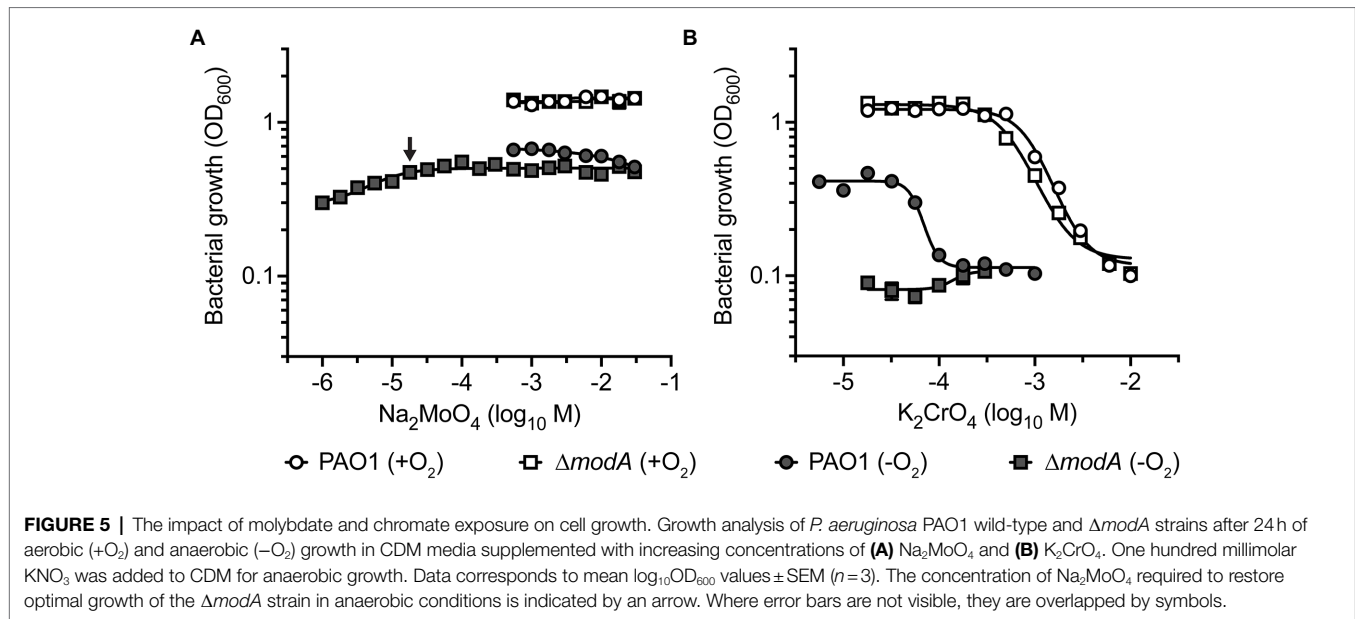 A
B
Bacterial growth (OD600)
1
0.1
-6 -5 -4 -3 -2 -1
Na2MoO4 (log10 M)
Bacterial growth (OD600)
1
0.1
-5 -4 -3 -2
K2CrO4 (log10 M)
PAO1 (+O2) ΔmodA (+O2) PAO1 (-O2) ΔmodA (-O2)
FIGURE 5 | The impact of molybdate and chromate exposure on cell growth. Growth analysis of P. aeruginosa PAO1 wild-type and ΔmodA strains after 24 h of
aerobic (+O2) and anaerobic (−O2) growth in CDM media supplemented with increasing concentrations of (A) Na2MoO4 and (B) K2CrO4. One hundred millimolar
KNO3 was added to CDM for anaerobic growth. Data corresponds to mean log10OD600 values ± SEM (n = 3). The concentration of Na2MoO4 required to restore
optimal growth of the ΔmodA strain in anaerobic conditions is indicated by an arrow. Where error bars are not visible, they are overlapped by symbols.